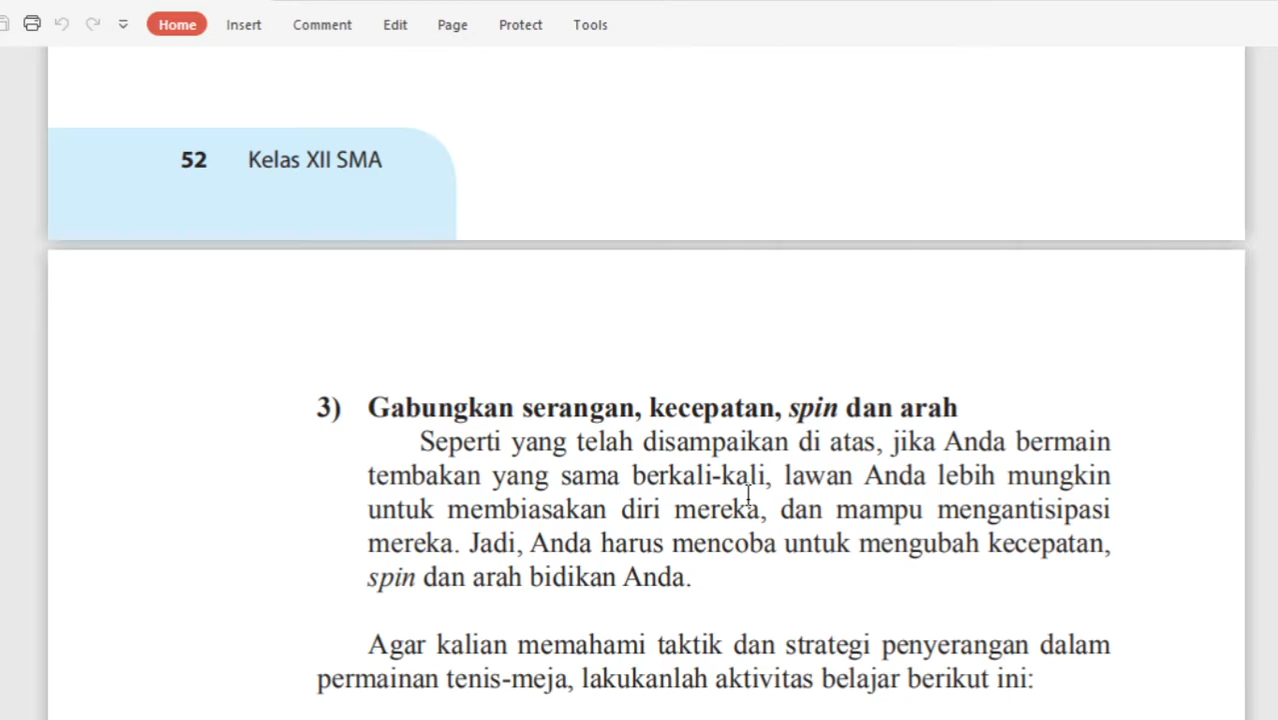 Home Insert Comment Edit Page Protect Tools
52 Kelas XII SMA
3) Gabungkan serangan, kecepatan, spin dan arah
Seperti yang telah disampaikan di atas, jika Anda bermain
tembakan yang sama berkali-kali, lawan Anda lebih mungkin
untuk membiasakan diri mereka, dan mampu mengantisipasi
mereka. Jadi, Anda harus mencoba untuk mengubah kecepatan,
spin dan arah bidikan Anda.
Agar kalian memahami taktik dan strategi penyerangan dalam
permainan tenis-meja, lakukanlah aktivitas belajar berikut ini: